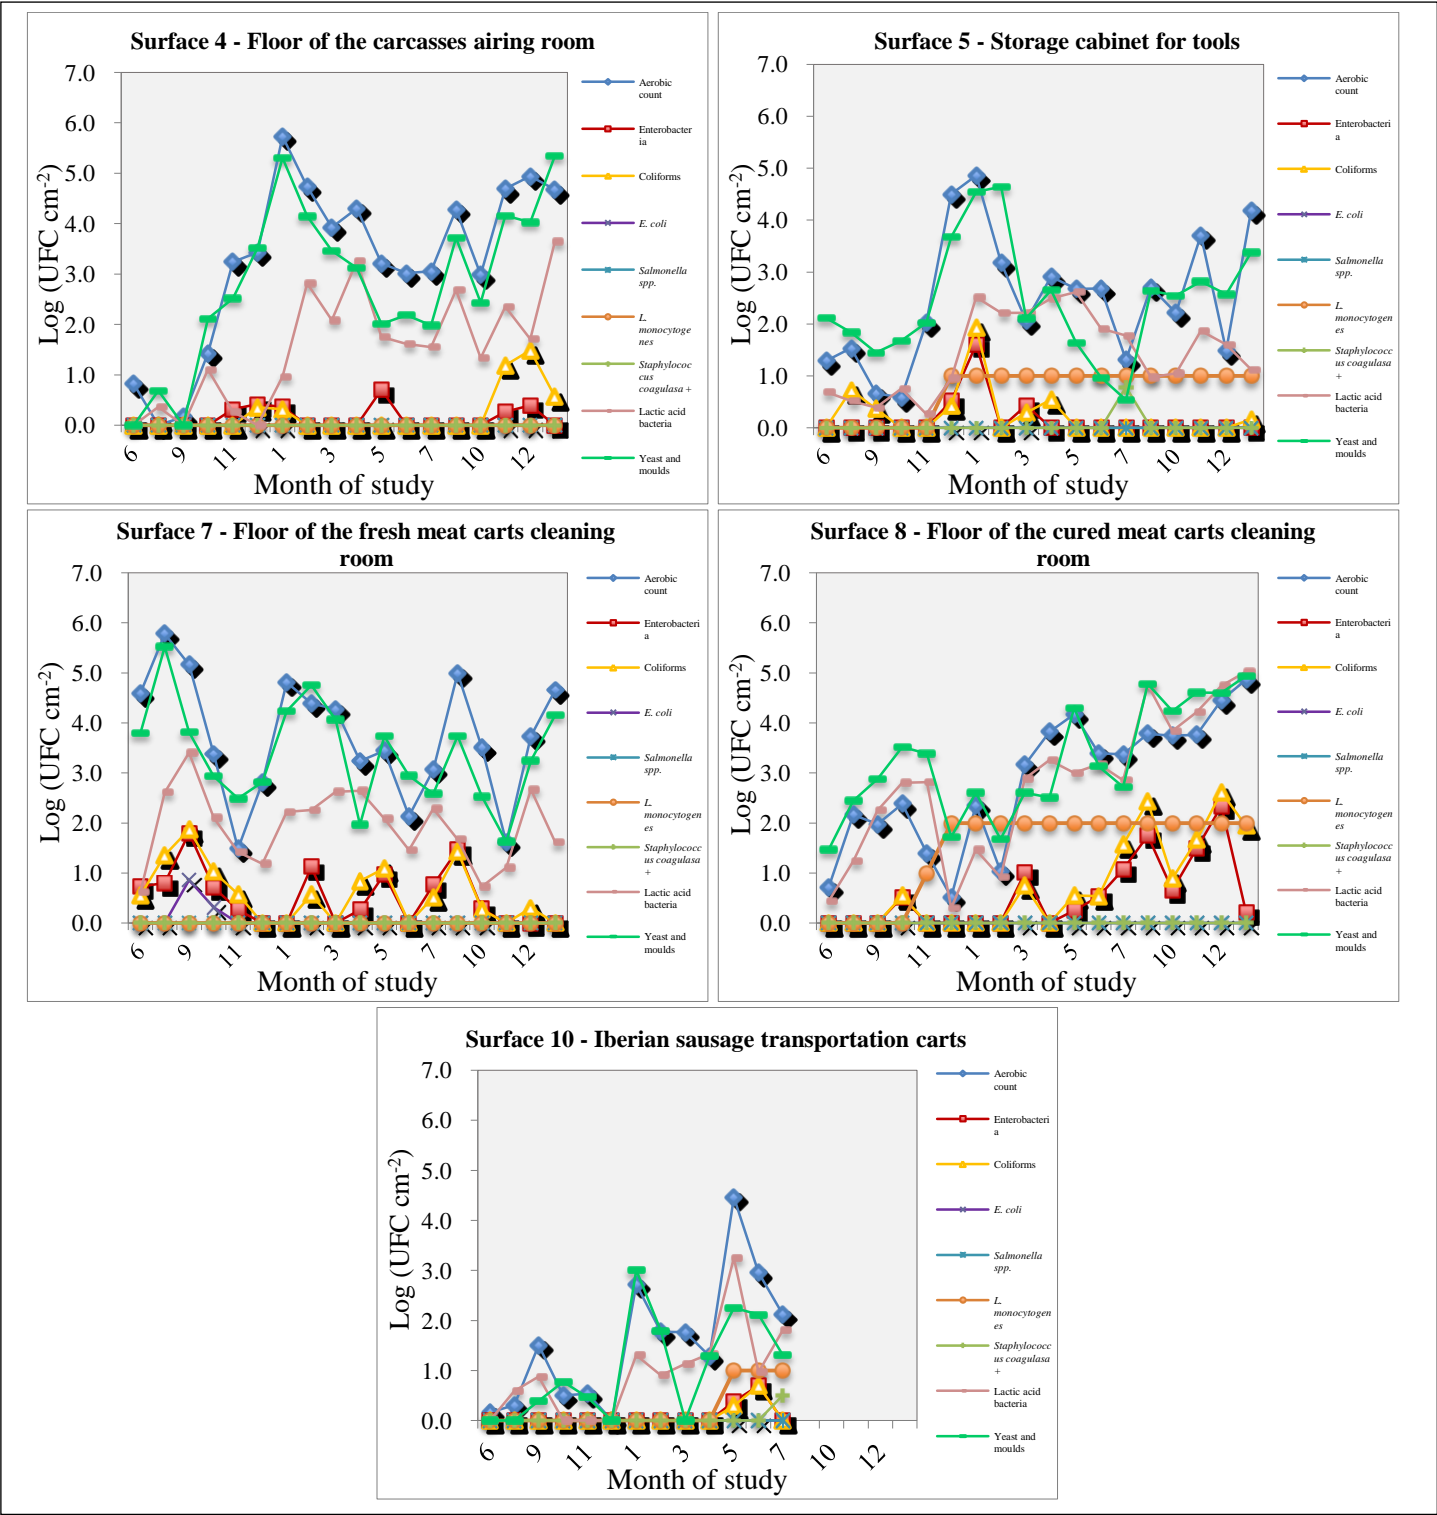 Surface 4 - Floor of the carcasses airing room
Log (UFC cm-2)
7.0
6.0
5.0
4.0
3.0
2.0
1.0
0.0
6
9
11
1
3
5
7
10
12
Month of study
Aerobic
count
Enterobacter
ia
Coliforms
E. coli
Salmonella
spp.
L.
monocytoge
nes
Staphylococ
cus
coagulasa +
Lactic acid
bacteria
Yeast and
moulds
Surface 5 - Storage cabinet for tools
Log (UFC cm-2)
7.0
6.0
5.0
4.0
3.0
2.0
1.0
0.0
6
9
11
1
3
5
7
10
12
Month of study
Aerobic
count
Enterobacteri
a
Coliforms
E. coli
Salmonella
spp.
L.
monocytogen
es
Staphylococc
us coagulasa
+
Lactic acid
bacteria
Yeast and
moulds
Surface 7 - Floor of the fresh meat carts cleaning
room
Log (UFC cm-2)
7.0
6.0
5.0
4.0
3.0
2.0
1.0
0.0
6
9
11
1
3
5
7
10
12
Month of study
Aerobic
count
Enterobacteri
a
Coliforms
E. coli
Salmonella
spp.
L.
monocytogen
es
Staphylococc
us coagulasa
+
Lactic acid
bacteria
Yeast and
moulds
Surface 8 - Floor of the cured meat carts cleaning
room
Log (UFC cm-2)
7.0
6.0
5.0
4.0
3.0
2.0
1.0
0.0
6
9
11
1
3
5
7
10
12
Month of study
Aerobic
count
Enterobacteri
a
Coliforms
E. coli
Salmonella
spp.
L.
monocytogen
es
Staphylococc
us coagulasa
+
Lactic acid
bacteria
Yeast and
moulds
Surface 10 - Iberian sausage transportation carts
Log (UFC cm-2)
7.0
6.0
5.0
4.0
3.0
2.0
1.0
0.0
6
9
11
1
3
5
7
10
12
Month of study
Aerobic
count
Enterobacteri
a
Coliforms
E. coli
Salmonella
spp.
L.
monocytogen
es
Staphylococc
us coagulasa
+
Lactic acid
bacteria
Yeast and
moulds